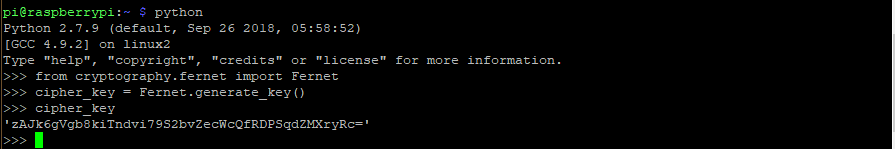 pi@raspberrypi:~ $ python
Python 2.7.9 (default, Sep 26 2018, 05:58:52)
[GCC 4.9.2] on linux2
Type "help", "copyright", "credits" or "license" for more information.
>>> from cryptography.fernet import Fernet
>>> cipher_key = Fernet.generate_key()
>>> cipher_key
'zAJk6gVgb8kiTndvi79S2bvZecWcQfRDPSqdZMXryRc='
>>>